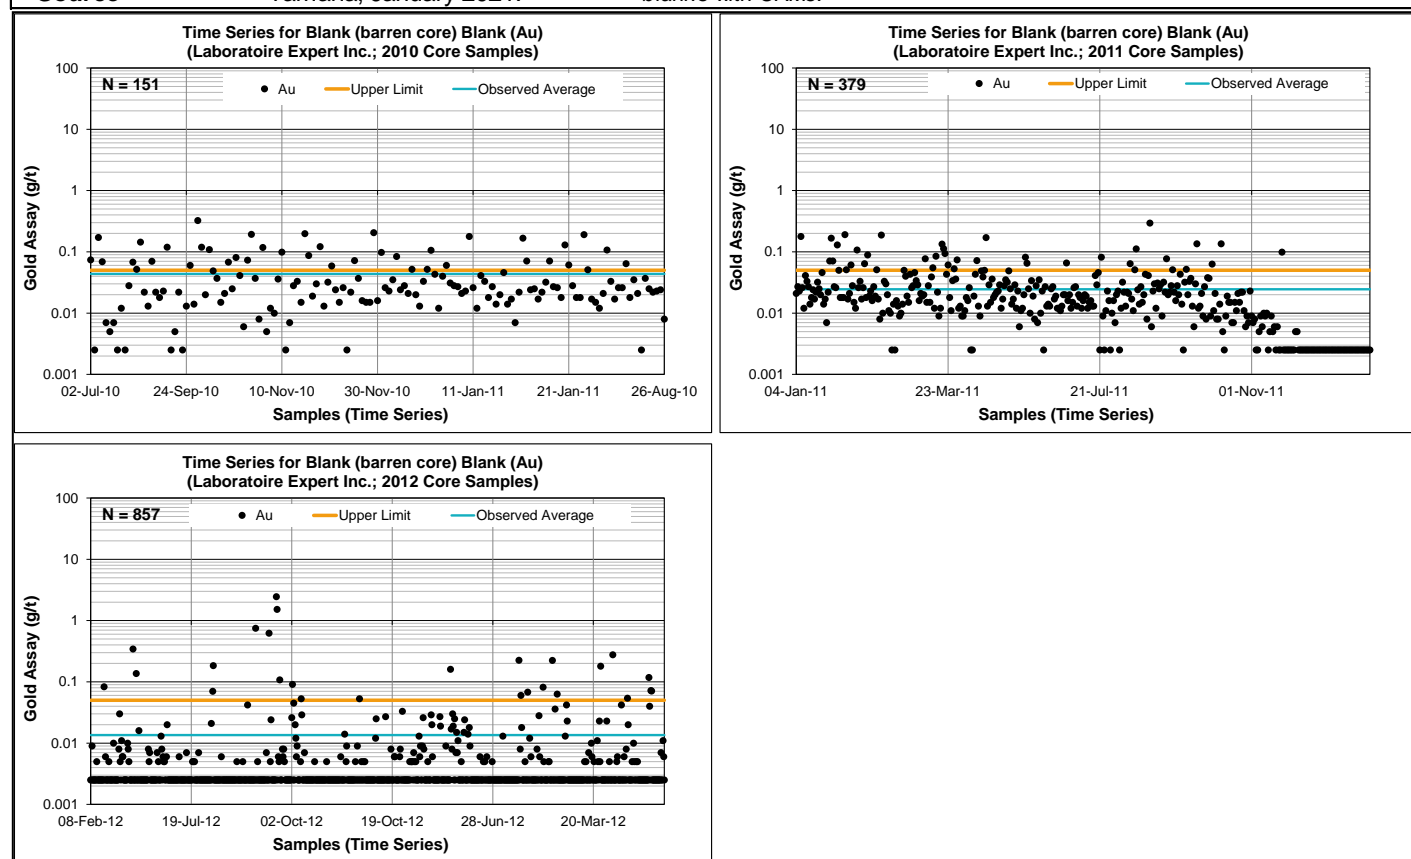 Time Series for Blank (barren core) Blank (Au)
(Laboratoire Expert Inc.; 2010 Core Samples)
N = 151
Au
Upper Limit
Observed Average
100
10
1
0.1
0.01
0.001
Gold Assay (g/t)
02-Jul-10 24-Sep-10 10-Nov-10 30-Nov-10 11-Jan-11 21-Jan-11 26-Aug-10
Samples (Time Series)
Time Series for Blank (barren core) Blank (Au)
(Laboratoire Expert Inc.; 2011 Core Samples)
N = 379
Au
Upper Limit
Observed Average
100
10
1
0.1
0.01
0.001
Gold Assay (g/t)
04-Jan-11 23-Mar-11 21-Jul-11 01-Nov-11
Samples (Time Series)
Time Series for Blank (barren core) Blank (Au)
(Laboratoire Expert Inc.; 2012 Core Samples)
N = 857
Au
Upper Limit
Observed Average
100
10
1
0.1
0.01
0.001
Gold Assay (g/t)
08-Feb-12 19-Jul-12 02-Oct-12 19-Oct-12 28-Jun-12 20-Mar-12
Samples (Time Series)